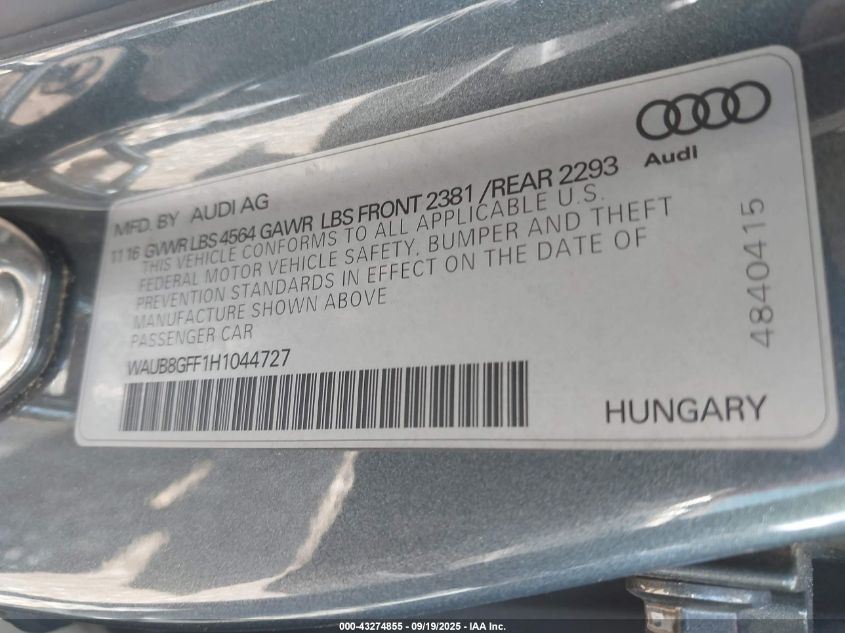 Audi
MFD. BY AUDI AG
11 16 GVWR LBS 4564 GAWR LBS FRONT 2381 /REAR 2293
THIS VEHICLE CONFORMS TO ALL APPLICABLE U.S.
FEDERAL MOTOR VEHICLE SAFETY, BUMPER AND THEFT
PREVENTION STANDARDS IN EFFECT ON THE DATE OF
MANUFACTURE SHOWN ABOVE
PASSENGER CAR
WAUB8GFF1H1044727
HUNGARY
4840415
000-43274855 - 09/19/2025 - IAA Inc.